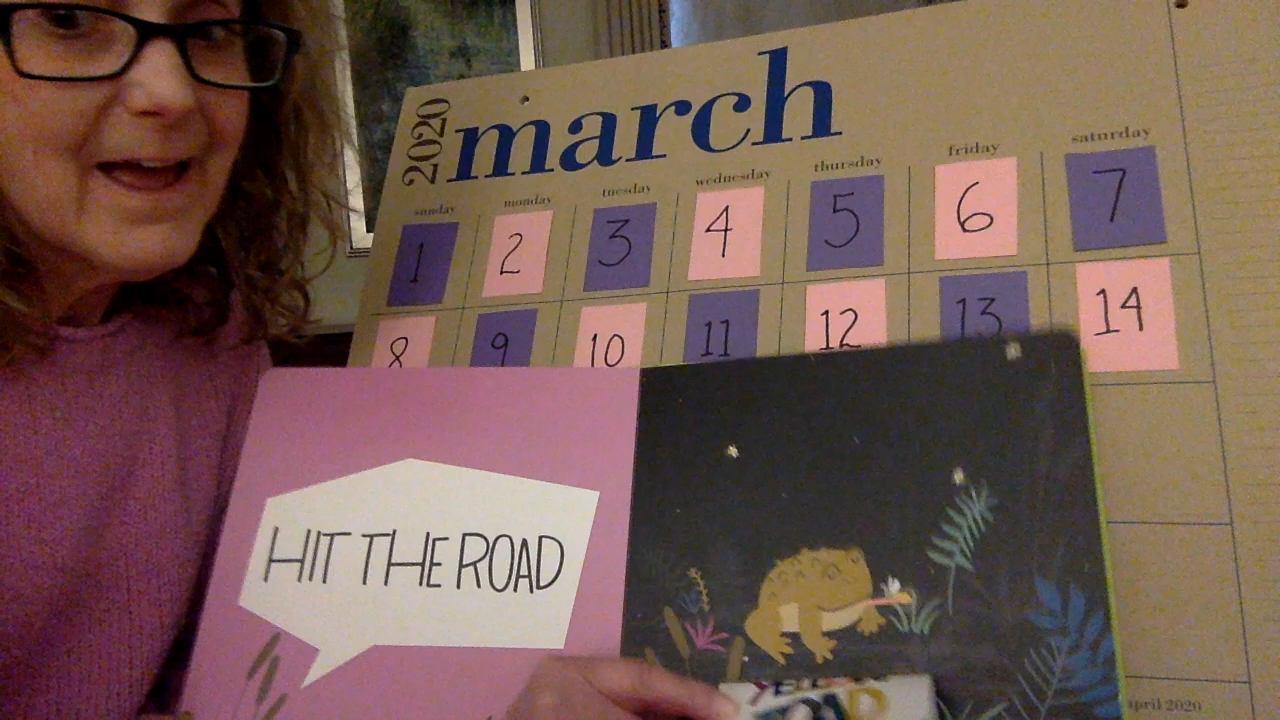 2020
march
sunday monday tuesday wednesday thursday friday saturday
1 2 3 4 5 6 7
8 9 10 11 12 13 14
HIT THE ROAD
april 2020